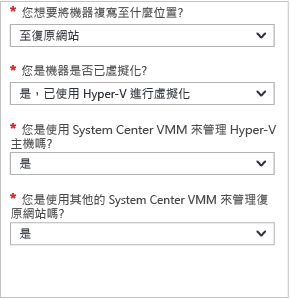 * 您想要將機器複寫至什麼位置?
至復原網站
* 您是機器是否已虛擬化?
是，已使用 Hyper-V 進行虛擬化
* 您是使用 System Center VMM 來管理 Hyper-V
主機嗎?
是
* 您是使用其他的 System Center VMM 來管理復
原網站嗎?
是